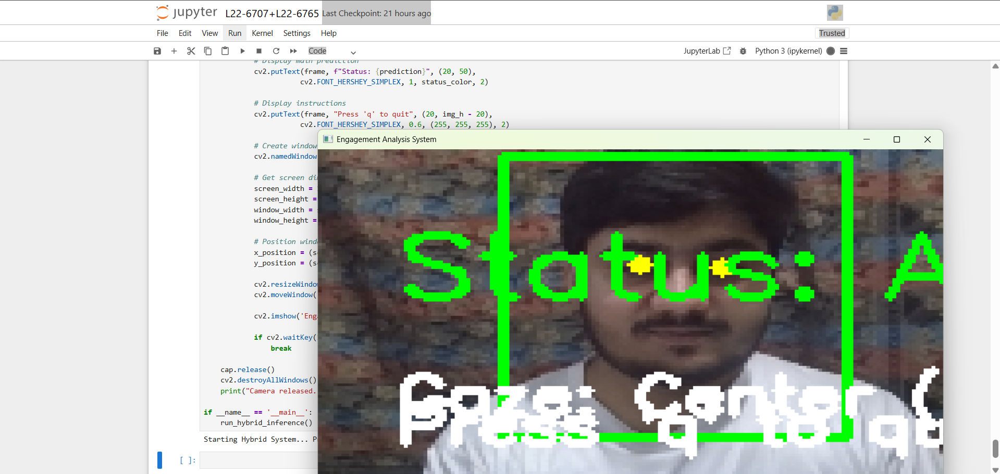 jupyter L22-6707+L22-6765 Last Checkpoint: 21 hours ago
File Edit View Run Kernel Settings Help Trusted
Code JupyterLab Python 3 (ipykernel)
# Display main prediction
cv2.putText(frame, f"Status: {prediction}", (20, 50),
cv2.FONT_HERSHEY_SIMPLEX, 1, status_color, 2)
# Display instructions
cv2.putText(frame, "Press 'q' to quit", (20, img_h - 20),
cv2.FONT_HERSHEY_SIMPLEX, 0.6, (255, 255, 255), 2)
# Create window
cv2.namedWindow
# Get screen di
screen_width =
screen_height =
window_width =
window_height =
# Position wind
x_position = (s
y_position = (s
cv2.resizeWindo
cv2.moveWindow(
cv2.imshow('Eng
if cv2.waitKey(
break
cap.release()
cv2.destroyAllWindows()
print("Camera released.
if __name__ == '__main__':
run_hybrid_inference()
Starting Hybrid System... P
[ ]:
Engagement Analysis System
Status: A
Gaze: Center (
Press 'q' to q